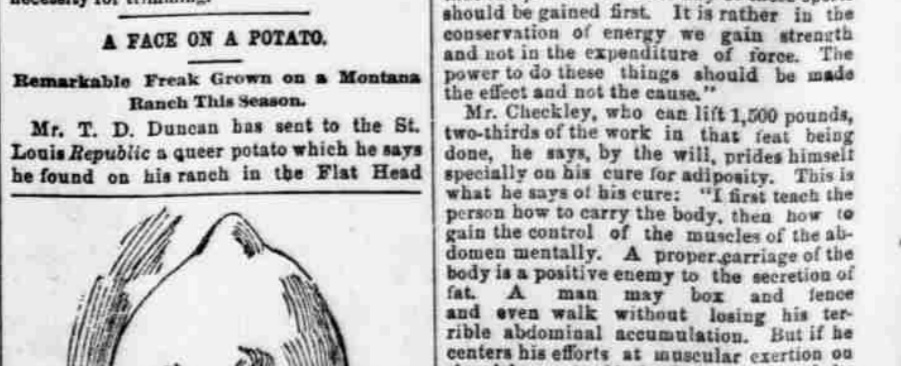 necessity for trimming.
A FACE ON A POTATO.
Remarkable Freak Grown on a Montana
Ranch This Season.
Mr. T. D. Duncan has sent to the St.
Louis Republic a queer potato which he says
he found on his ranch in the Flat Head
should be gained first. It is rather in the
conservation of energy we gain strength
and not in the expenditure of force. The
power to do these things should be made
the effect and not the cause."
Mr. Checkley, who can lift 1,500 pounds,
two-thirds of the work in that feat being
done, he says, by the will, prides himself
specially on his cure for adiposity. This is
what he says of his cure: "I first teach the
person how to carry the body, then how to
gain the control of the muscles of the ab-
domen mentally. A proper carriage of the
body is a positive enemy to the secretion of
fat. A man may box and fence
and even walk without losing his ter-
rible abdominal accumulation. But if he
centers his efforts at muscular exertion on